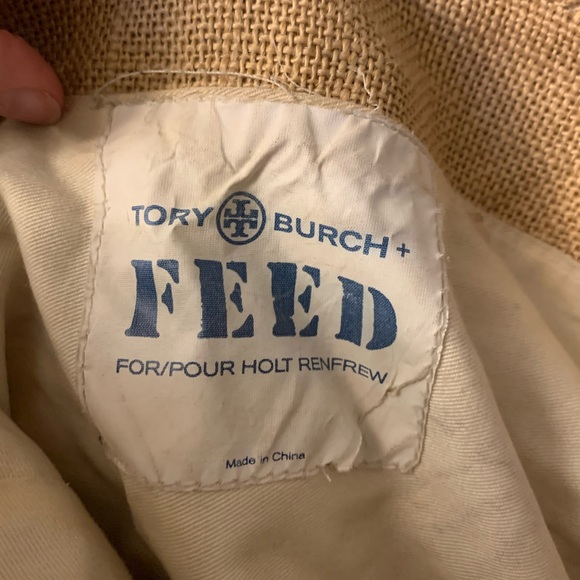 TORY BURCH +
FEED
FOR/POUR HOLT RENFREW
Made in China